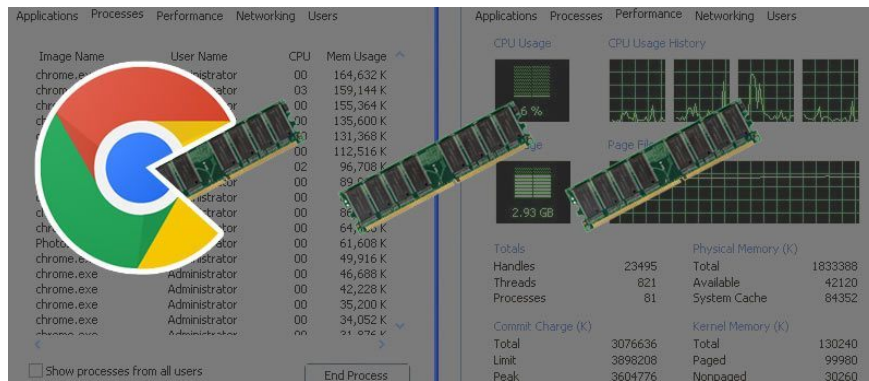 Applications Processes Performance Networking Users
Image Name User Name CPU Mem Usage
00 164,632 K
03 159,144 K
00 155,364 K
135,600 K
131,368 K
00 112,516 K
02 96,708 K
00
00
00
00 61,608 K
chrome.exe Administrator 00 49,916 K
chrome.exe Administrator 00 46,688 K
chrome.exe Administrator 00 42,228 K
chrome.exe Administrator 00 35,200 K
chrome.exe Administrator 00 34,052 K
chrome.exe Administrator 00 31,876 K
Show processes from all users
End Process
Applications Processes Performance Networking Users
CPU Usage CPU Usage History
6 %
2.93 GB
Totals
Handles 23495
Threads 821
Processes 81
Physical Memory (K)
Total 1833388
Available 42120
System Cache 84352
Commit Charge (K)
Total 3076636
Limit 3898208
Peak 3604776
Kernel Memory (K)
Total 130240
Paged 99980
Nonpaged 30260